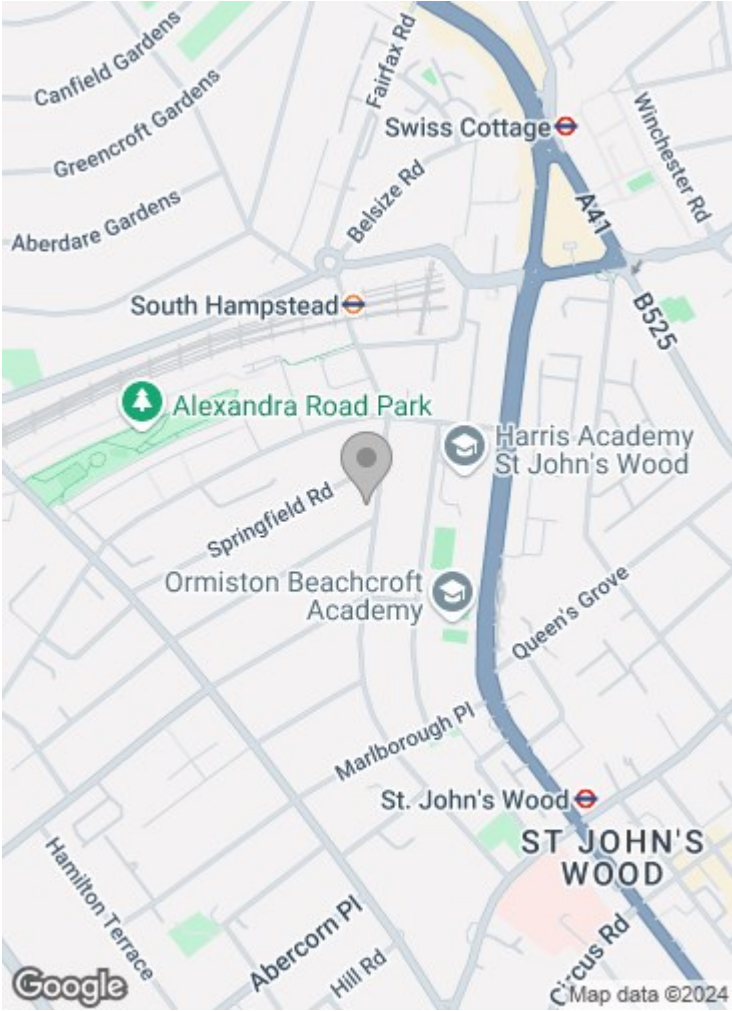 Canfield Gardens
Fairfax Rd
Greencroft Gardens
Swiss Cottage
Winchester Rd
Belsize Rd
A41
Aberdare Gardens
South Hampstead
B525
Alexandra Road Park
Harris Academy
St John's Wood
Springfield Rd
Ormiston Beachcroft
Academy
Queen's Grove
Marlborough Pl
St. John's Wood
ST JOHN'S
WOOD
Hamilton Terrace
Abercorn Pl
Hill Rd
Circus Rd
Google
Map data ©2024